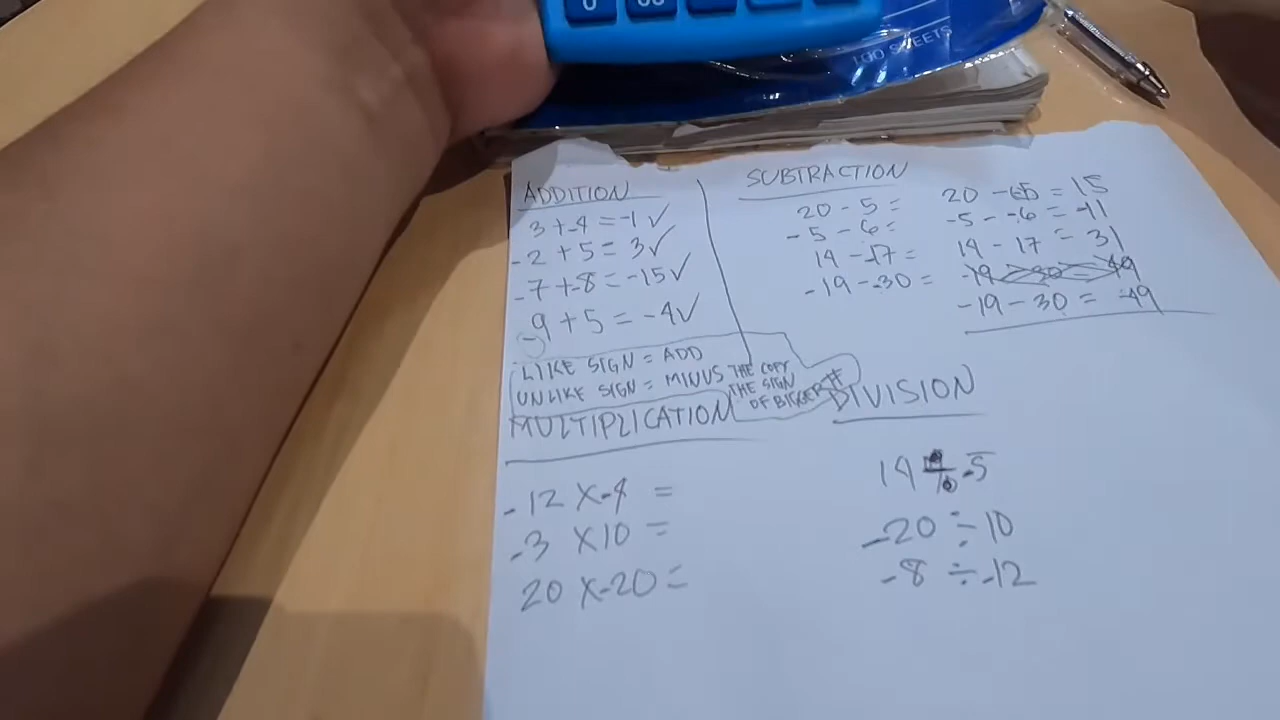 0 00
100 SHEETS
ADDITION
3 + -4 = -1 ✓
-2 + 5 = 3 ✓
-7 + -8 = -15 ✓
-9 + 5 = -4 ✓
LIKE SIGN = ADD
UNLIKE SIGN = MINUS THE COPY
THE SIGN
OF BIGGER #
SUBTRACTION
20 - 5 =
-5 - 6 =
14 - -17 =
-19 - -30 =
20 - = 15
-5 - -6 = -11
14 - 17 = 31
-19 - 30 = -49
MULTIPLICATION
-12 X -4 =
-3 X 10 =
20 X -20 =
DIVISION
14 ÷ -5
-20 ÷ 10
-8 ÷ -12